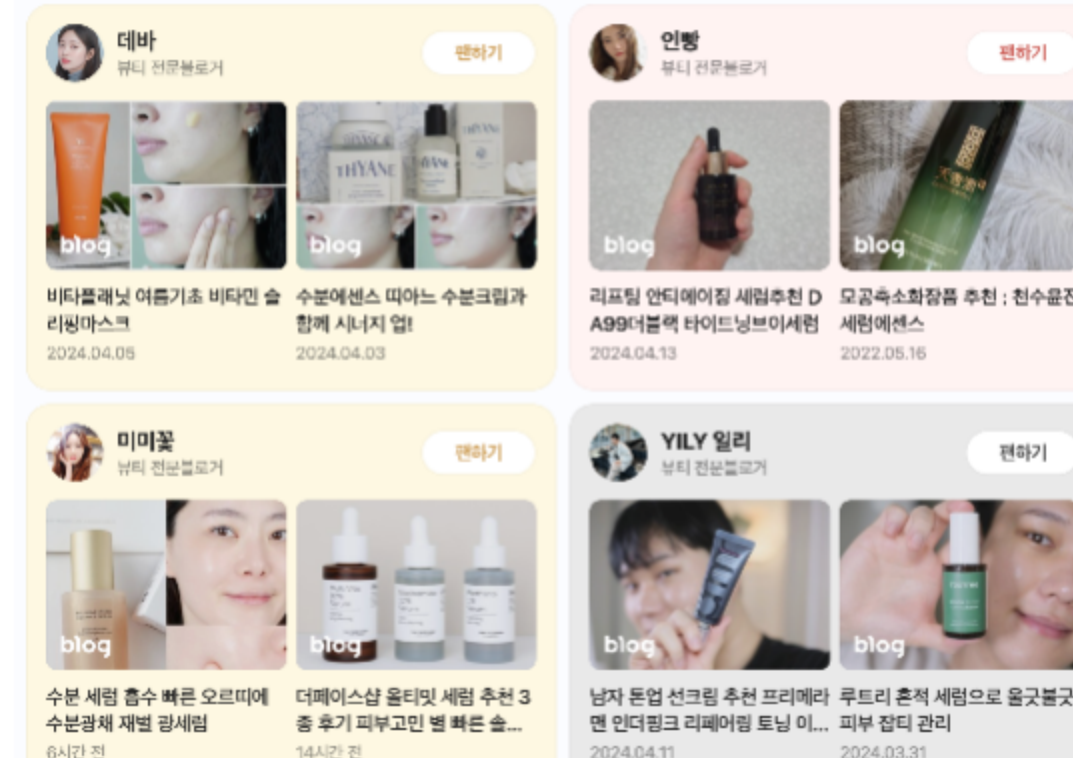 데바
뷰티 전문블로거
팬하기
THYANE
THYANE
blog
blog
비타플래닛 여름기초 비타민 슬
리핑마스크
2024.04.05
수분에센스 띠아느 수분크림과
함께 시너지 업!
2024.04.03
인빵
뷰티 전문블로거
팬하기
blog
blog
리프팅 안티에이징 세럼추천 D
A99더블랙 타이트닝브이세럼
2024.04.13
모공축소화장품 추천 : 천수윤진
세럼에센스
2022.05.16
미미꽃
뷰티 전문블로거
팬하기
blog
blog
수분 세럼 흡수 빠른 오르띠에
수분광채 재벌 광세럼
6시간 전
더페이스샵 올티밋 세럼 추천 3
종 후기 피부고민 별 빠른 솔...
14시간 전
YILY 일리
뷰티 전문블로거
팬하기
blog
blog
남자 톤업 선크림 추천 프리메라
맨 인더핑크 리페어링 토닝 이...
2024.04.11
루트리 흔적 세럼으로 울긋불긋
피부 잡티 관리
2024.03.31